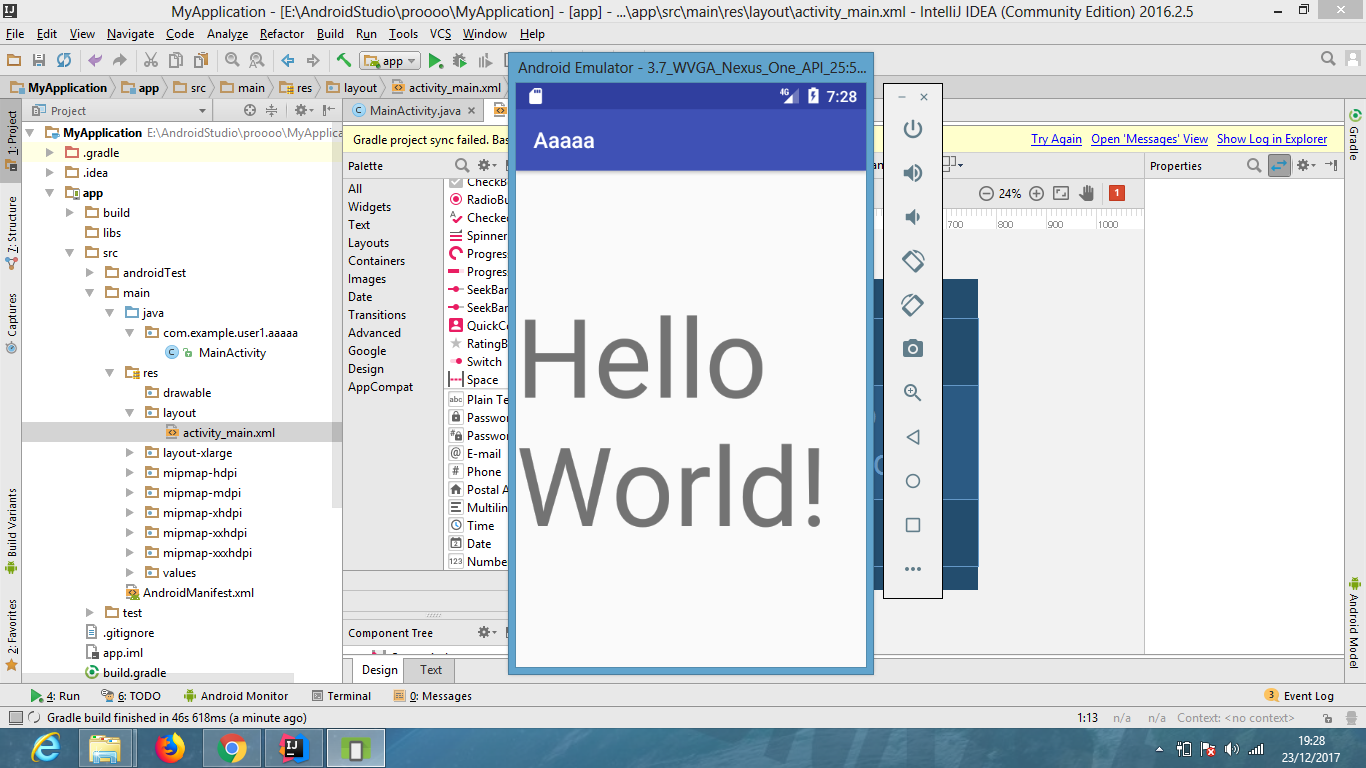 MyApplication - [E:\AndroidStudio\proooo\MyApplication] - [app] - ...\app\src\main\res\layout\activity_main.xml - IntelliJ IDEA (Community Edition) 2016.2.5
File Edit View Navigate Code Analyze Refactor Build Run Tools VCS Window Help
app
MyApplication app src main res layout activity_main.xml
Project
MainActivity.java
Gradle project sync failed. Bas
Try Again Open 'Messages' View Show Log in Explorer
1: Project
7: Structure
Captures
Build Variants
2: Favorites
MyApplication E:\AndroidStudio\proooo\MyApplica
.gradle
.idea
app
build
libs
src
androidTest
main
java
com.example.user1.aaaaa
MainActivity
res
drawable
layout
activity_main.xml
layout-xlarge
mipmap-hdpi
mipmap-mdpi
mipmap-xhdpi
mipmap-xxhdpi
mipmap-xxxhdpi
values
AndroidManifest.xml
test
.gitignore
app.iml
build.gradle
Palette
All
Widgets
Text
Layouts
Containers
Images
Date
Transitions
Advanced
Google
Design
AppCompat
CheckB
RadioBu
Checke
Spinner
Progres
Progres
SeekBar
SeekBar
QuickCo
RatingB
Switch
Space
Plain Te
Passwor
Passwor
E-mail
Phone
Postal A
Multilin
Time
Date
Numbe
Component Tree
Design Text
Android Emulator - 3.7_WVGA_Nexus_One_API_25:5...
4G 7:28
Aaaaa
Hello
World!
Properties
24% 1
700 800 900 1000
Gradle
Android Model
4: Run 6: TODO Android Monitor Terminal 0: Messages 3 Event Log
Gradle build finished in 46s 618ms (a minute ago) 1:13 n/a n/a Context: <no context>
19:28
23/12/2017